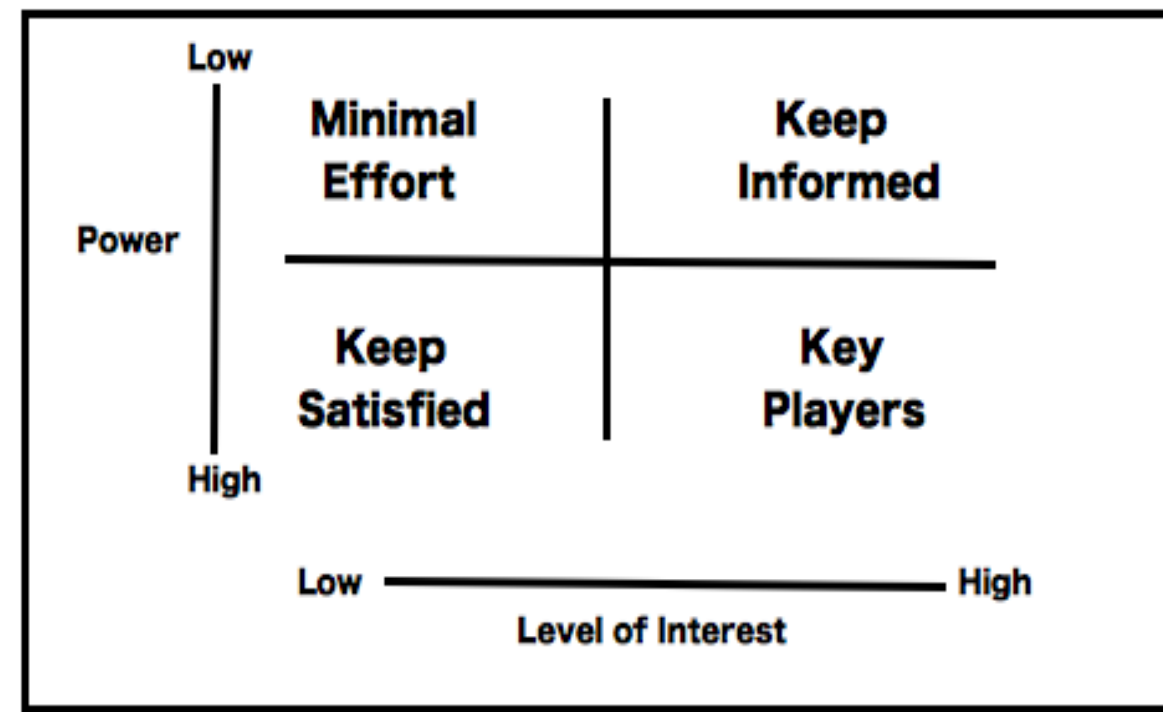 Low
Minimal
Effort
Keep
Informed
Power
Keep
Satisfied
Key
Players
High
Low
High
Level of Interest